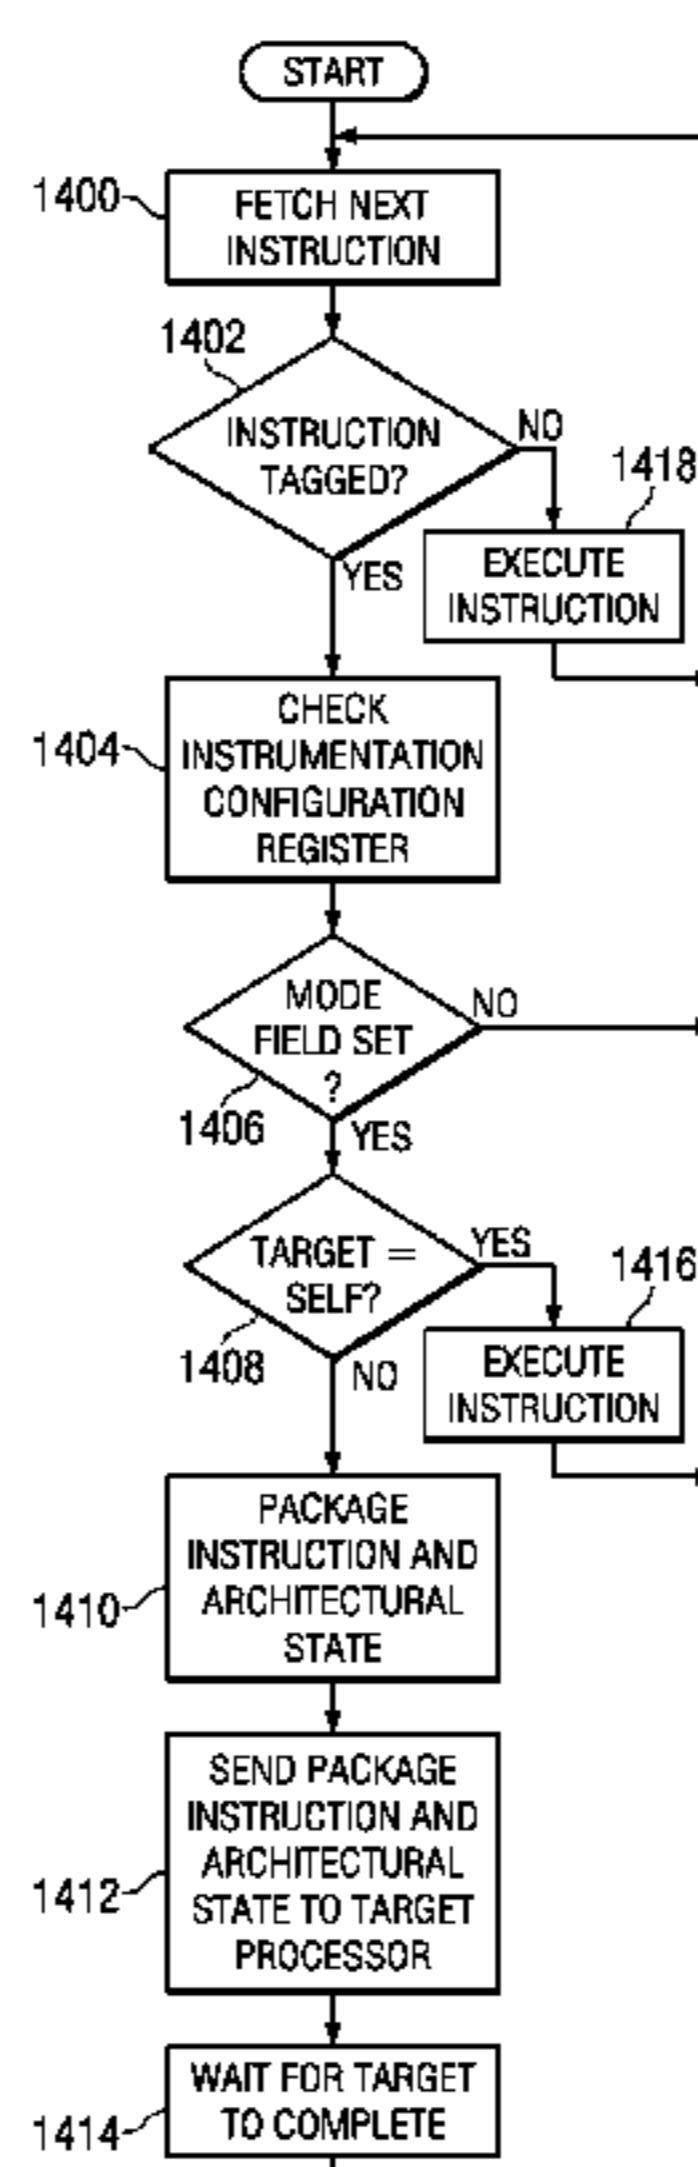 START
1400
FETCH NEXT
INSTRUCTION
1402
INSTRUCTION
TAGGED?
NO
YES
1418
EXECUTE
INSTRUCTION
1404
CHECK
INSTRUMENTATION
CONFIGURATION
REGISTER
MODE
FIELD SET
?
NO
1406
YES
TARGET =
SELF?
YES
1408
NO
1416
EXECUTE
INSTRUCTION
1410
PACKAGE
INSTRUCTION AND
ARCHITECTURAL
STATE
1412
SEND PACKAGE
INSTRUCTION AND
ARCHITECTURAL
STATE TO TARGET
PROCESSOR
1414
WAIT FOR TARGET
TO COMPLETE